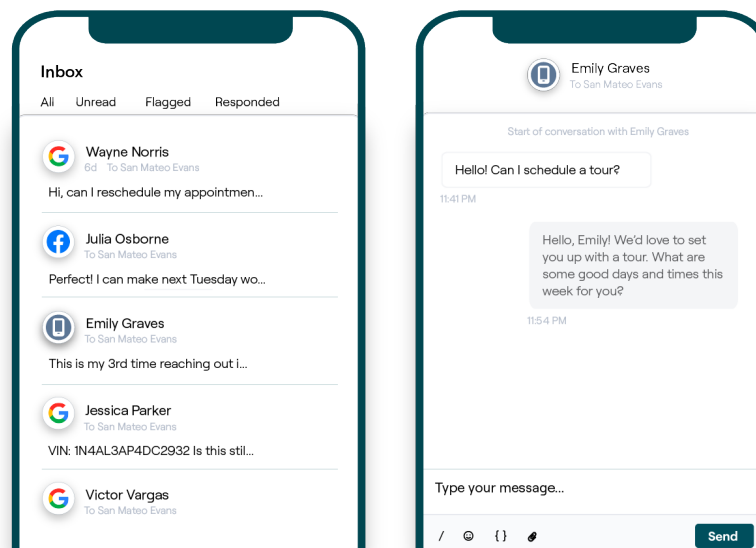 Inbox
All Unread Flagged Responded
Wayne Norris
6d To San Mateo Evans
Hi, can I reschedule my appointmen...
Julia Osborne
To San Mateo Evans
Perfect! I can make next Tuesday wo...
Emily Graves
To San Mateo Evans
This is my 3rd time reaching out i...
Jessica Parker
To San Mateo Evans
VIN: 1N4AL3AP4DC2932 Is this stil...
Victor Vargas
To San Mateo Evans
Emily Graves
To San Mateo Evans
Start of conversation with Emily Graves
Hello! Can I schedule a tour?
11:41 PM
Hello, Emily! We'd love to set
you up with a tour. What are
some good days and times this
week for you?
11:54 PM
Type your message...
/ { }
Send